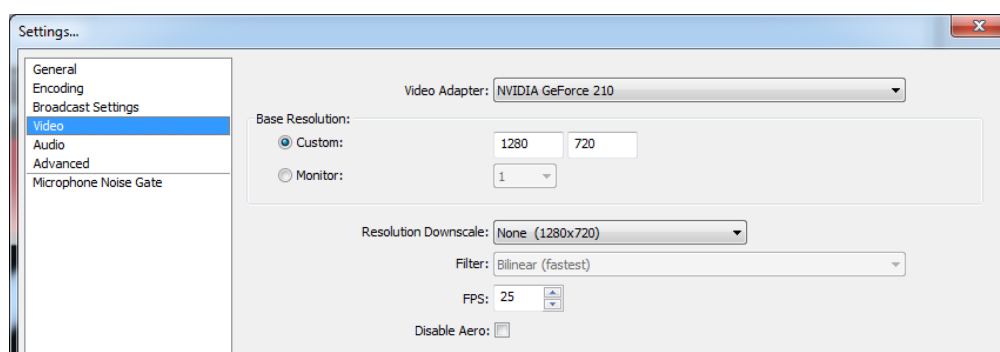 Settings...
General
Encoding
Broadcast Settings
Video
Audio
Advanced
Microphone Noise Gate
Video Adapter: NVIDIA GeForce 210
Base Resolution:
Custom: 1280 720
Monitor: 1
Resolution Downscale: None (1280x720)
Filter: Bilinear (fastest)
FPS: 25
Disable Aero: